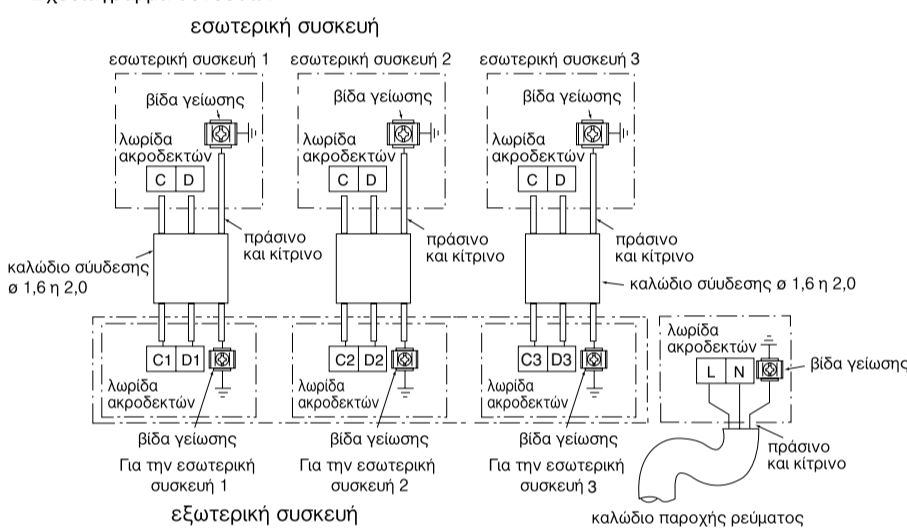 εσωτερική συσκευή
εσωτερική συσκευή 1
εσωτερική συσκευή 2
εσωτερική συσκευή 3
βίδα γείωσης
βίδα γείωσης
βίδα γείωσης
λωρίδα
ακροδεκτών
λωρίδα
ακροδεκτών
λωρίδα
ακροδεκτών
C D
C D
C D
πράσινο
και κίτρινο
πράσινο
και κίτρινο
πράσινο
και κίτρινο
καλώδιο σύυδεσης
ø 1,6 η 2,0
καλώδιο σύυδεσης ø 1,6 η 2,0
C1 D1
C2 D2
C3 D3
λωρίδα
ακροδεκτών
λωρίδα
ακροδεκτών
λωρίδα
ακροδεκτών
λωρίδα
ακροδεκτών
L N
βίδα γείωσης
βίδα γείωσης
Για την εσωτερική
συσκευή 1
βίδα γείωσης
Για την εσωτερική
συσκευή 2
βίδα γείωσης
Για την εσωτερική
συσκευή 3
πράσινο
και κίτρινο
εξωτερική συσκευή
καλώδιο παροχής ρεύματος